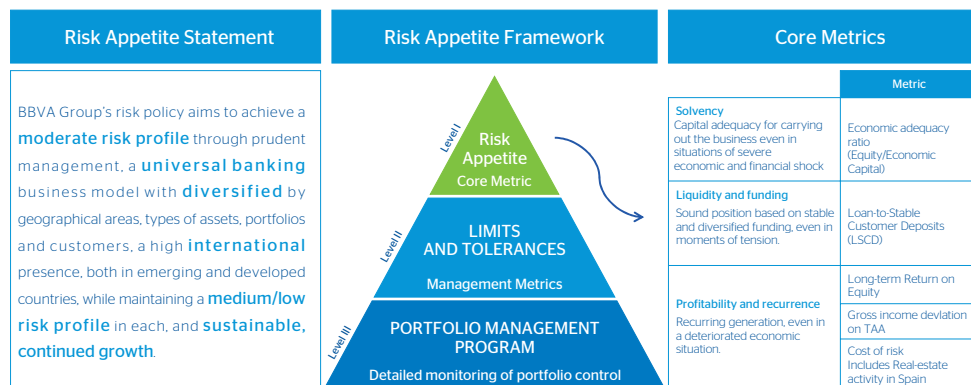 Risk Appetite Statement
BBVA Group's risk policy aims to achieve a
moderate risk profile through prudent
management, a universal banking
business model with diversified by
geographical areas, types of assets, portfolios
and customers, a high international
presence, both in emerging and developed
countries, while maintaining a medium/low
risk profile in each, and sustainable,
continued growth.
Risk Appetite Framework
Level I
Risk
Appetite
Core Metric
Level II
LIMITS
AND TOLERANCES
Management Metrics
Level III
PORTFOLIO MANAGEMENT
PROGRAM
Detailed monitoring of portfolio control
Core Metrics
Metric
Solvency
Capital adequacy for carrying
out the business even in
situations of severe
economic and financial shock
Economic adequacy
ratio
(Equity/Economic
Capital)
Liquidity and funding
Sound position based on stable
and diversified funding, even in
moments of tension.
Loan-to-Stable
Customer Deposits
(LSCD)
Profitability and recurrence
Recurring generation, even in
a deteriorated economic
situation.
Long-term Return on
Equity
Gross income devlation
on TAA
Cost of risk
Includes Real-estate
activity in Spain